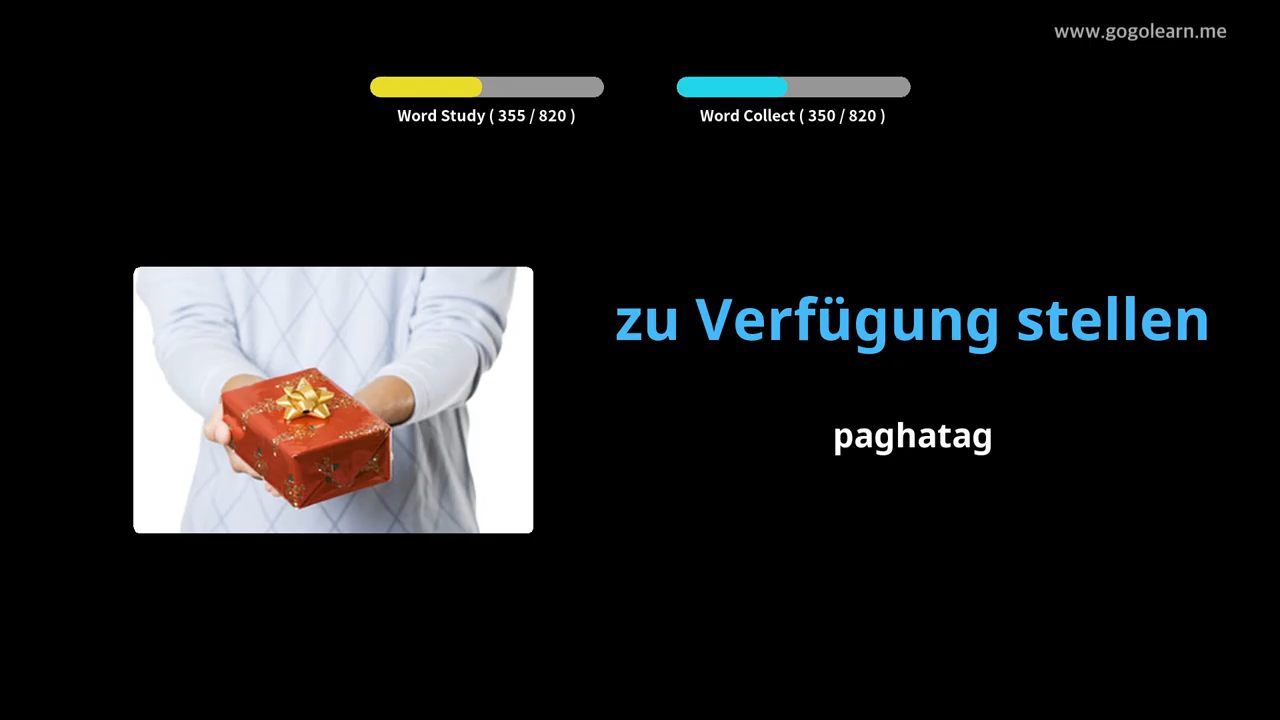 www.gogolearn.me
Word Study ( 355 / 820 )
Word Collect ( 350 / 820 )
zu Verfügung stellen
paghatag